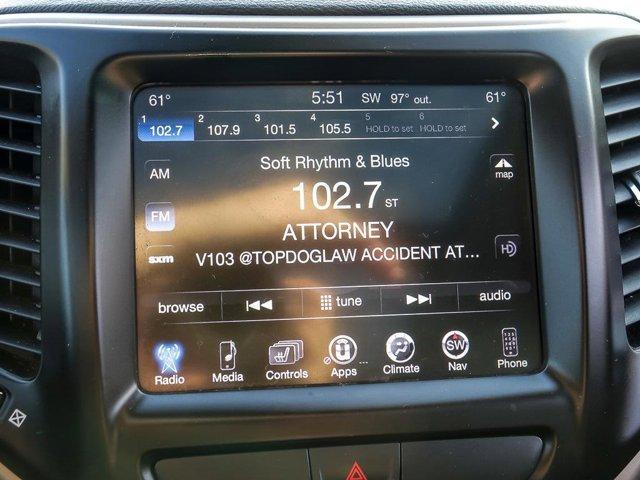 61° 5:51 SW 97° out. 61°
1 102.7 2 107.9 3 101.5 4 105.5 5 HOLD to set 6 HOLD to set
AM
Soft Rhythm & Blues
map
102.7 ST
FM
ATTORNEY
sxm V103 @TOPDOGLAW ACCIDENT AT... HD
browse tune audio
SW
Radio Media Controls Apps Climate Nav Phone